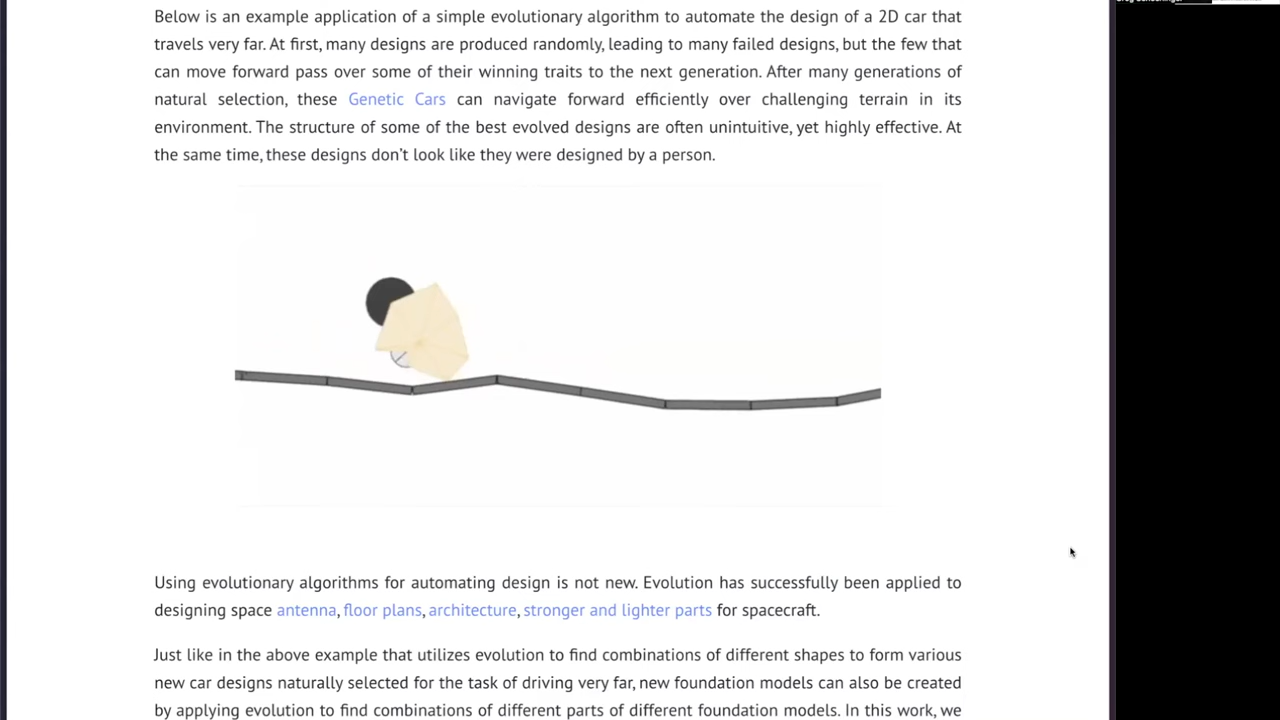 Below is an example application of a simple evolutionary algorithm to automate the design of a 2D car that
travels very far. At first, many designs are produced randomly, leading to many failed designs, but the few that
can move forward pass over some of their winning traits to the next generation. After many generations of
natural selection, these Genetic Cars can navigate forward efficiently over challenging terrain in its
environment. The structure of some of the best evolved designs are often unintuitive, yet highly effective. At
the same time, these designs don’t look like they were designed by a person.
Using evolutionary algorithms for automating design is not new. Evolution has successfully been applied to
designing space antenna, floor plans, architecture, stronger and lighter parts for spacecraft.
Just like in the above example that utilizes evolution to find combinations of different shapes to form various
new car designs naturally selected for the task of driving very far, new foundation models can also be created
by applying evolution to find combinations of different parts of different foundation models. In this work, we